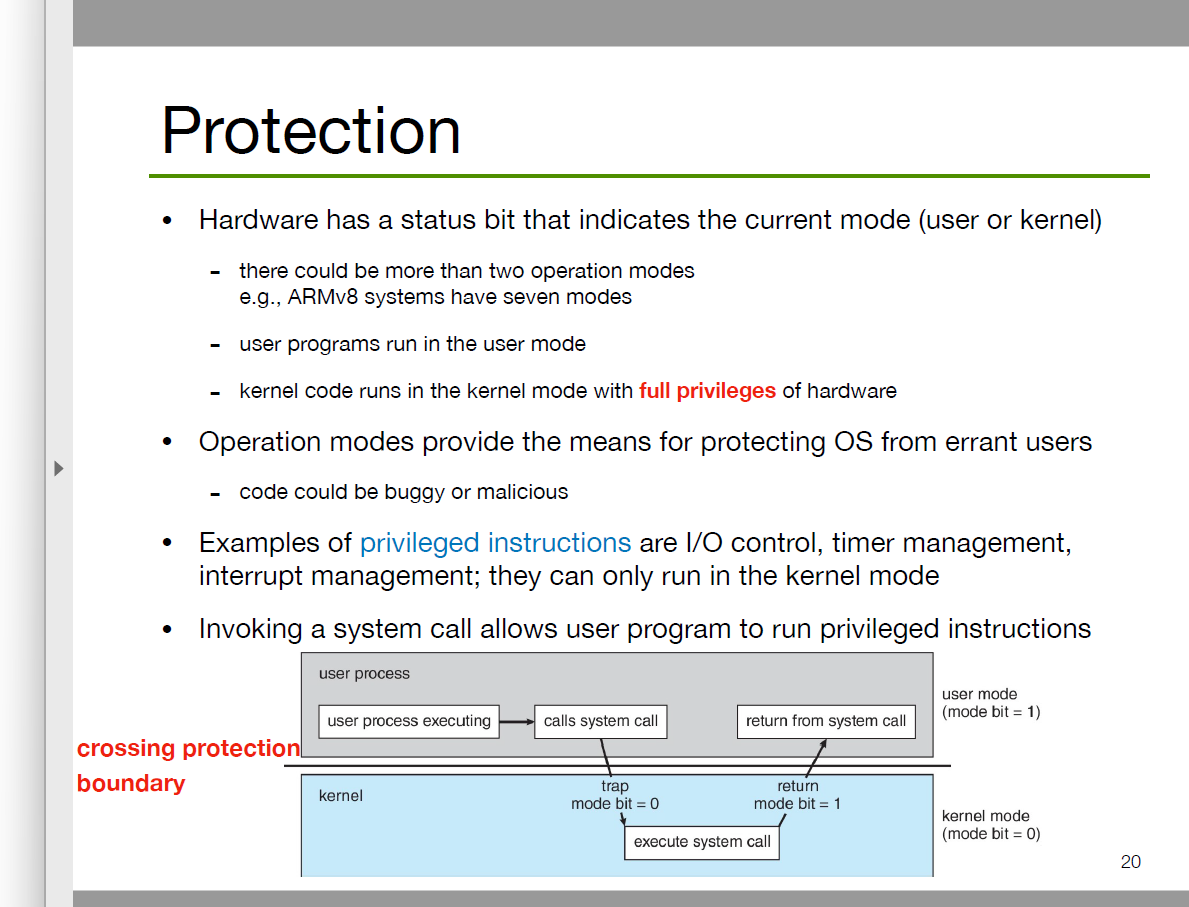 Protection
• Hardware has a status bit that indicates the current mode (user or kernel)
- there could be more than two operation modes
e.g., ARMv8 systems have seven modes
- user programs run in the user mode
- kernel code runs in the kernel mode with full privileges of hardware
• Operation modes provide the means for protecting OS from errant users
- code could be buggy or malicious
• Examples of privileged instructions are I/O control, timer management,
interrupt management; they can only run in the kernel mode
• Invoking a system call allows user program to run privileged instructions
user process
user process executing
calls system call
return from system call
user mode
(mode bit = 1)
crossing protection
boundary
kernel
trap
mode bit = 0
return
mode bit = 1
execute system call
kernel mode
(mode bit = 0)
20